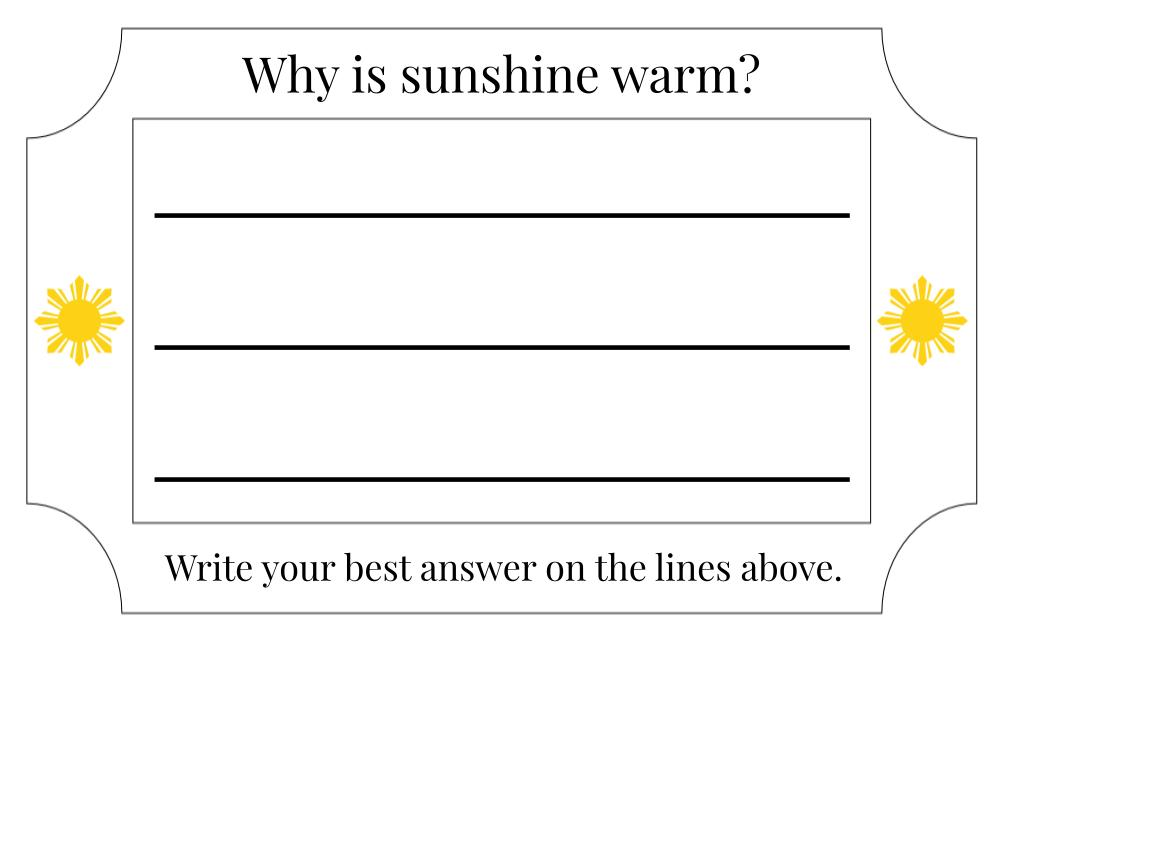 Why is sunshine warm?
Write your best answer on the lines above.